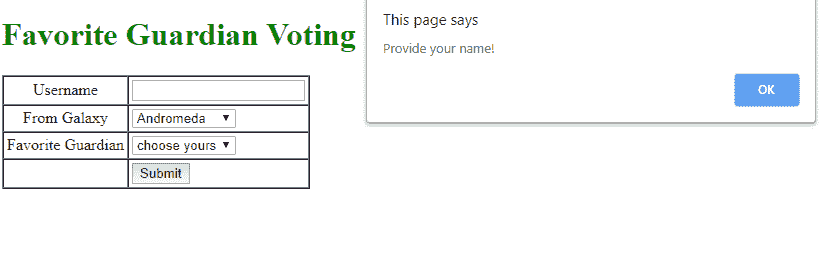 Favorite Guardian Voting
Username
From Galaxy Andromeda
Favorite Guardian choose yours
Submit
This page says
Provide your name!
OK